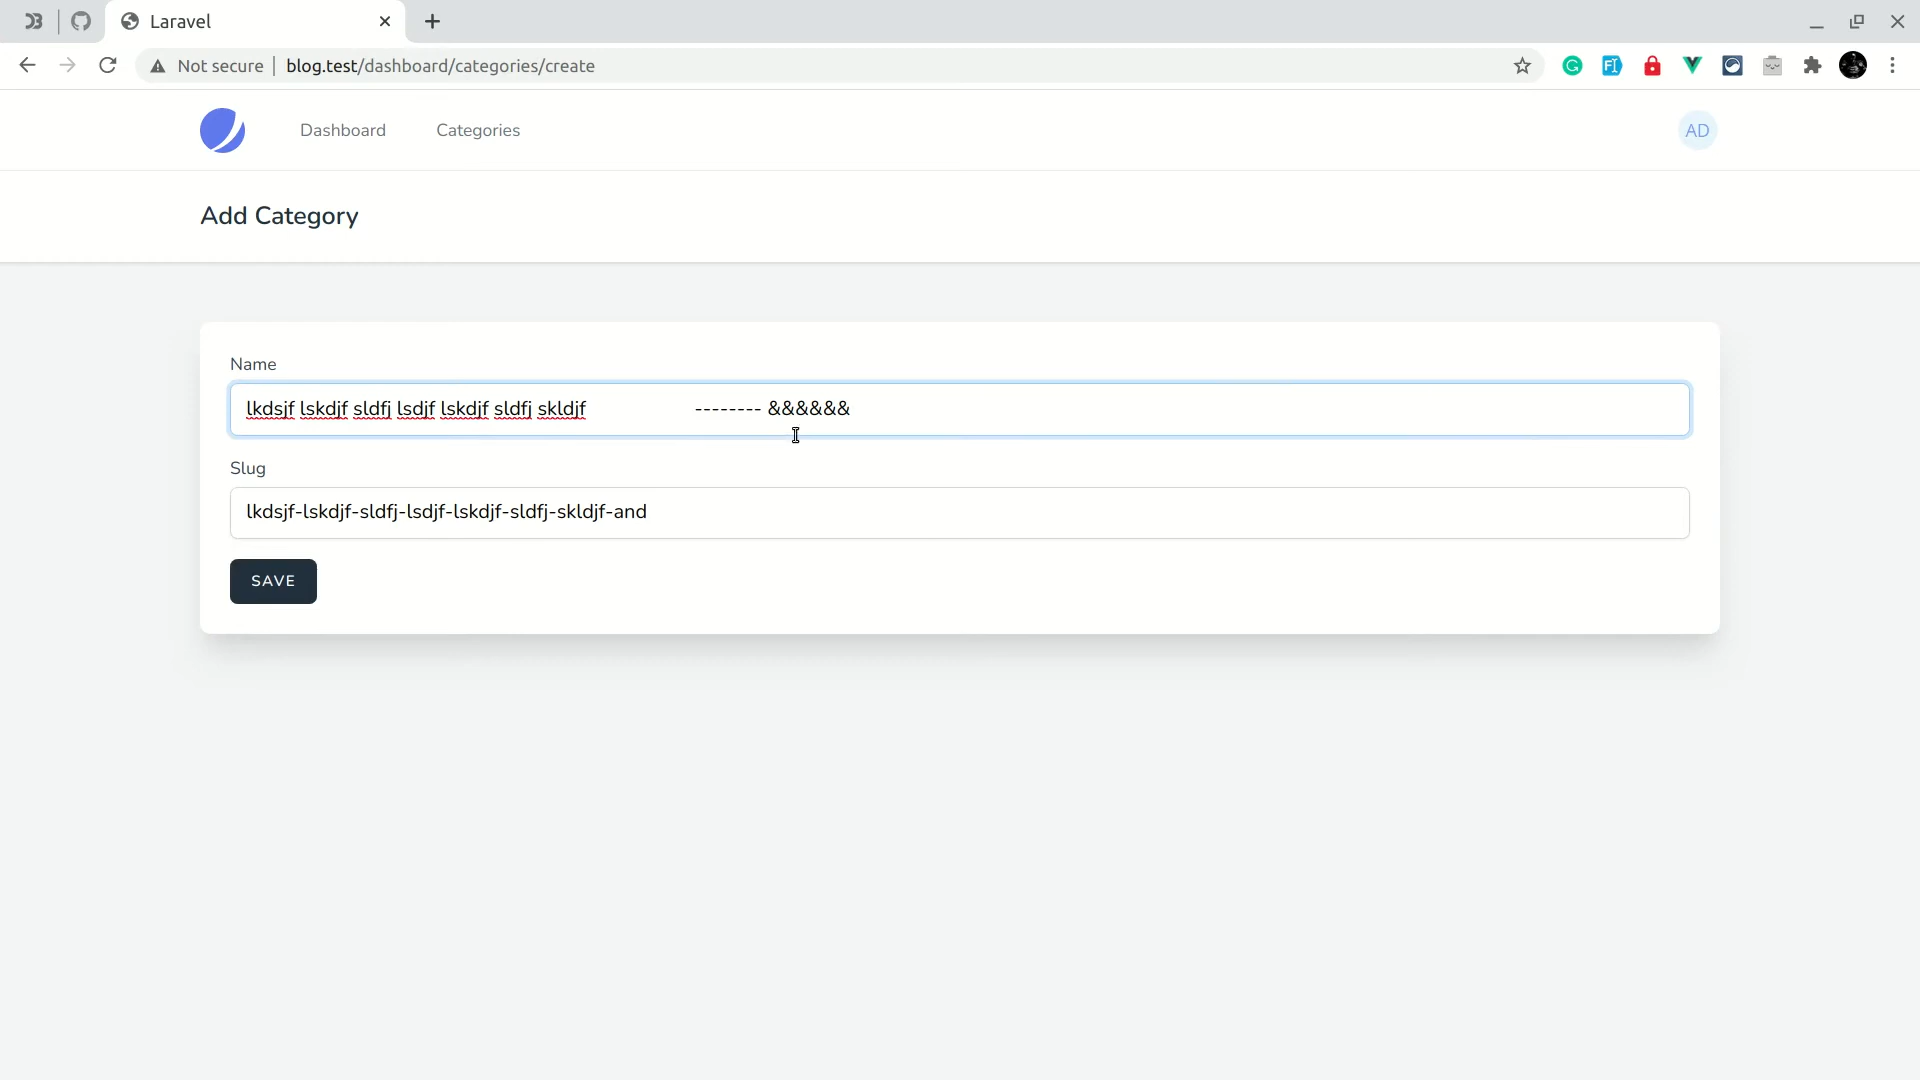 Laravel
Not secure | blog.test/dashboard/categories/create
Dashboard Categories AD
Add Category
Name
lkdsjf lskdjf sldfj lsdjf lskdjf sldfj skldjf -------- &&&&&&
Slug
lkdsjf-lskdjf-sldfj-lsdjf-lskdjf-sldfj-skldjf-and
SAVE